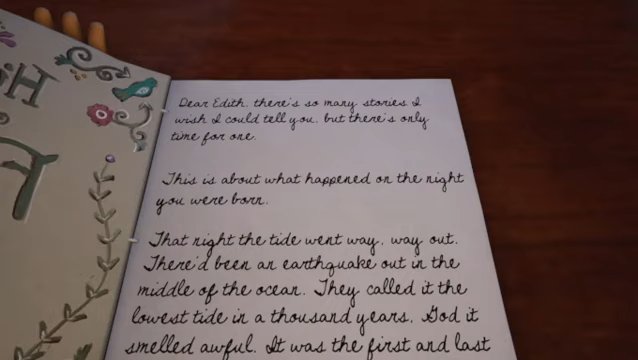 Dear Edith, there's so many stories I
wish I could tell you, but there's only
time for one.
This is about what happened on the night
you were born.
That night the tide went way, way out.
There'd been an earthquake out in the
middle of the ocean. They called it the
lowest tide in a thousand years. God it
smelled awful. It was the first and last